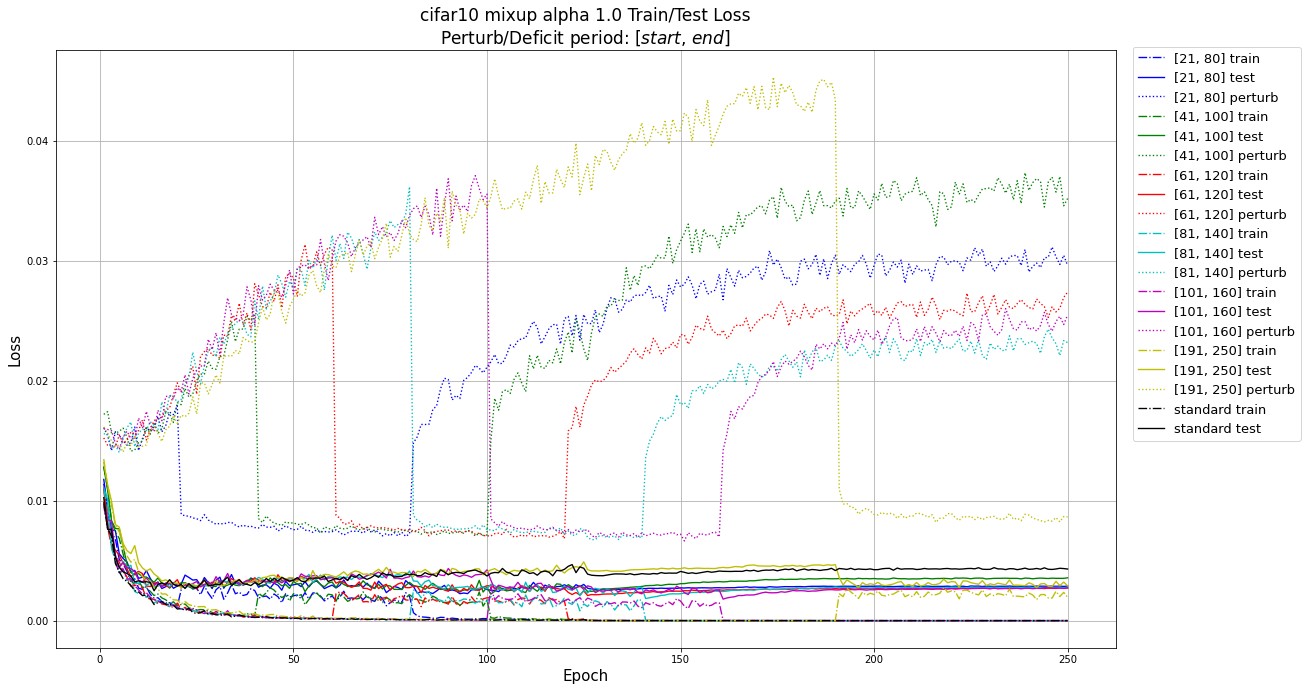 cifar10 mixup alpha 1.0 Train/Test Loss
Perturb/Deficit period: [start, end]
Loss
0.04
0.03
0.02
0.01
0.00
0
50
100
150
200
250
Epoch
[21, 80] train
[21, 80] test
[21, 80] perturb
[41, 100] train
[41, 100] test
[41, 100] perturb
[61, 120] train
[61, 120] test
[61, 120] perturb
[81, 140] train
[81, 140] test
[81, 140] perturb
[101, 160] train
[101, 160] test
[101, 160] perturb
[191, 250] train
[191, 250] test
[191, 250] perturb
standard train
standard test